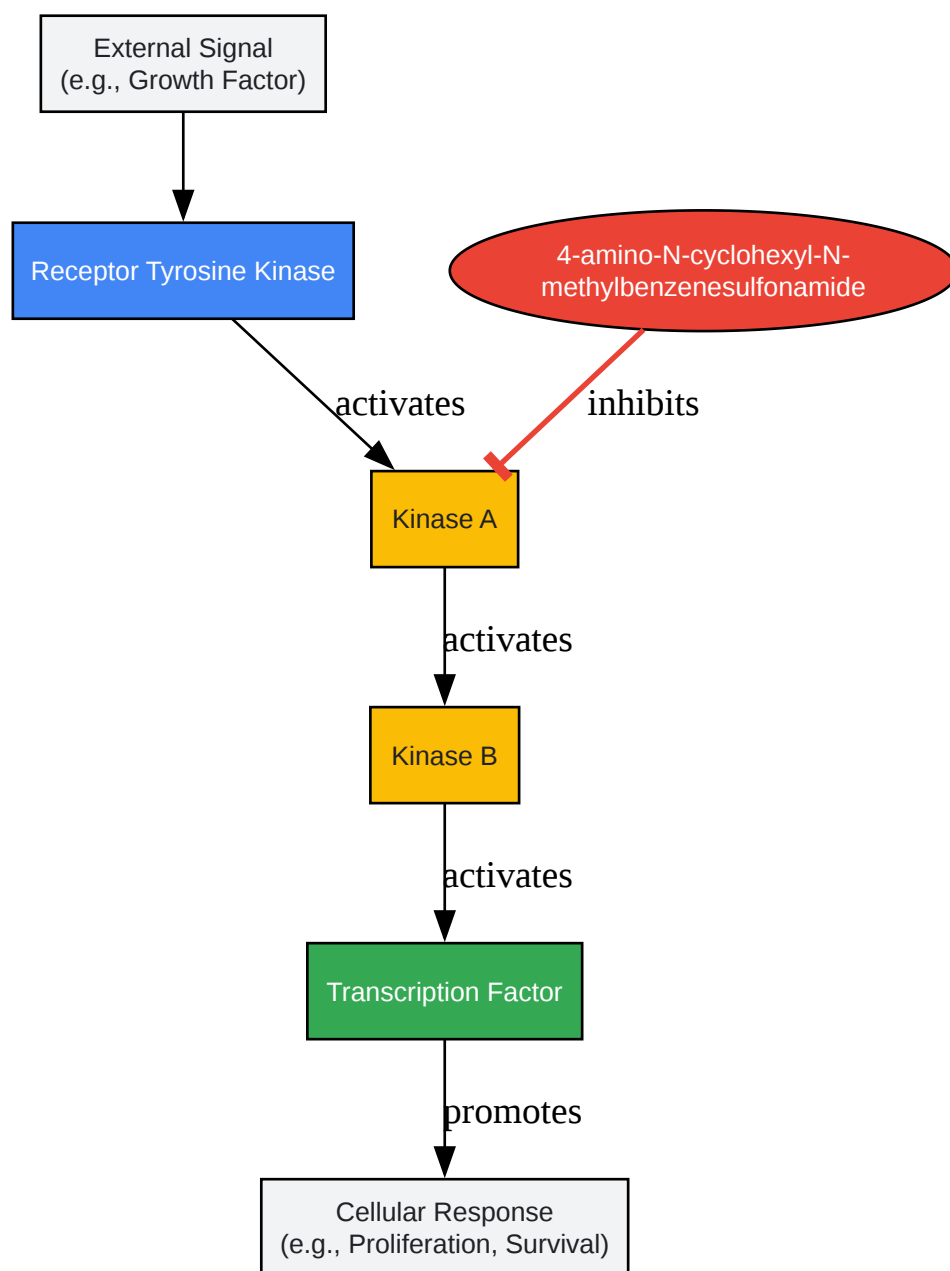 External Signal
(e.g., Growth Factor)
Receptor Tyrosine Kinase
4-amino-N-cyclohexyl-N-
methylbenzenesulfonamide
activates
inhibits
Kinase A
activates
Kinase B
activates
Transcription Factor
promotes
Cellular Response
(e.g., Proliferation, Survival)